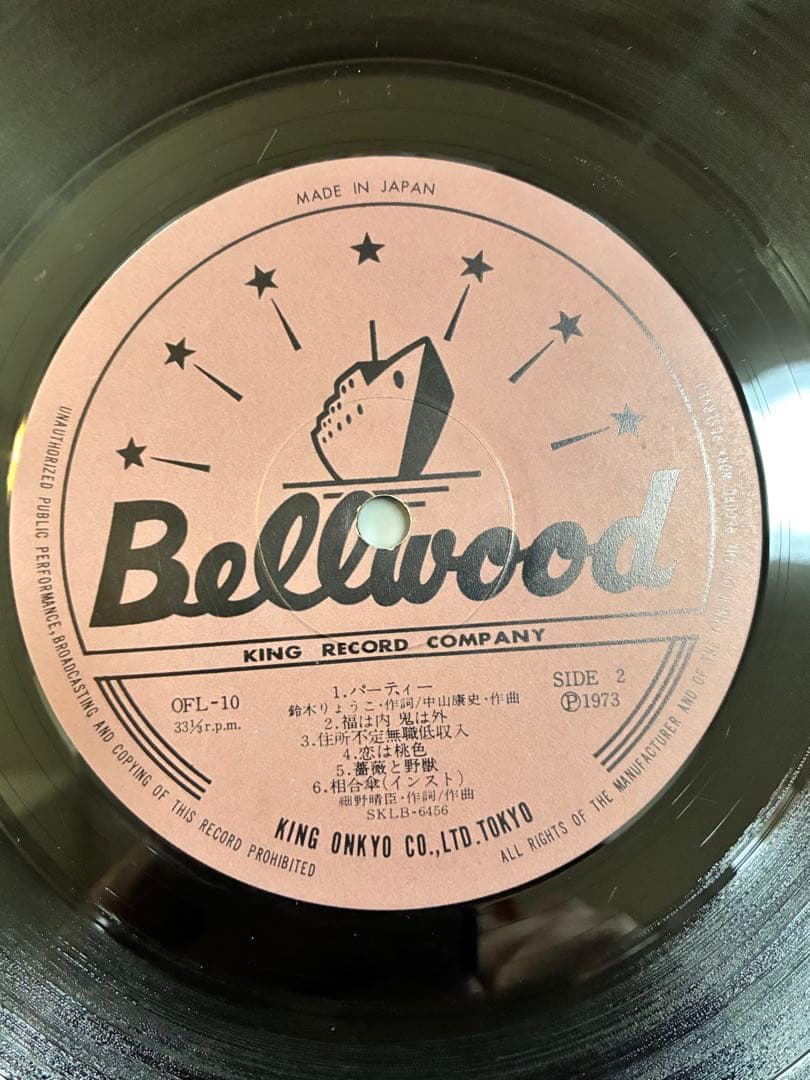 MADE IN JAPAN
Bellwood
KING RECORD COMPANY
OFL-10
33⅓r.p.m.
SIDE 2
Ⓟ1973
1.パーティー
鈴木りょうこ・作詞/中山康史・作曲
2.福は内 鬼は外
3.住所不定無職低収入
4.恋は桃色
5.薔薇と野獣
6.相合傘(インスト)
細野晴臣・作詞/作曲
SKLB-6456
KING ONKYO CO.,LTD.TOKYO
UNAUTHORIZED PUBLIC PERFORMANCE, BROADCASTING AND COPYING OF THIS RECORD PROHIBITED
ALL RIGHTS OF THE MANUFACTURER AND OF THE OWNER OF THE RECORDED WORK RESERVED